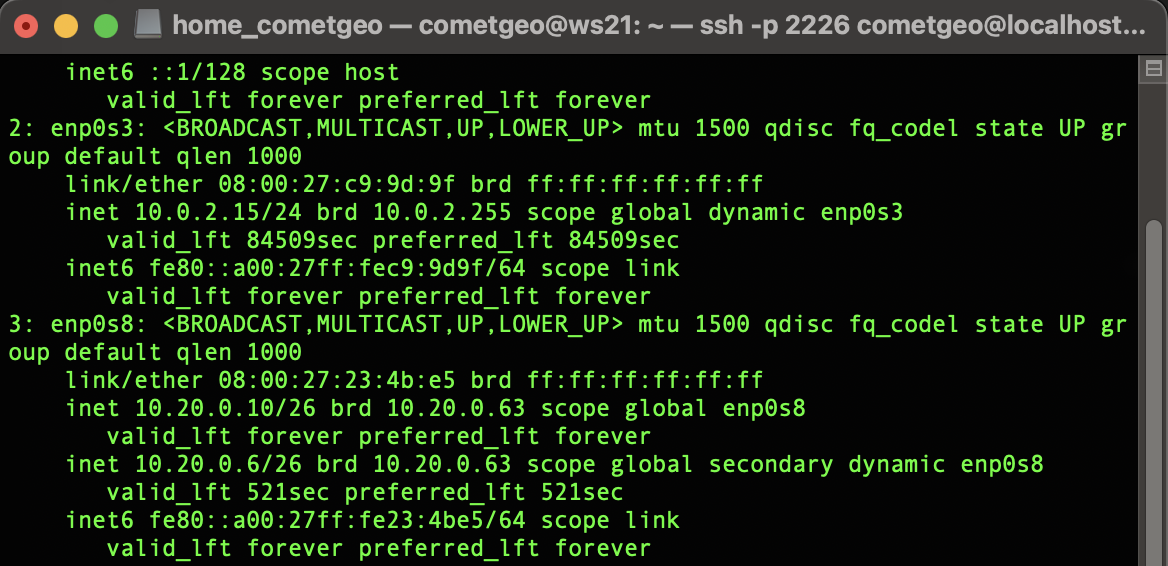 home_cometgeo — cometgeo@ws21: ~ — ssh -p 2226 cometgeo@localhost...
inet6 ::1/128 scope host
valid_lft forever preferred_lft forever
2: enp0s3: <BROADCAST,MULTICAST,UP,LOWER_UP> mtu 1500 qdisc fq_codel state UP gr
oup default qlen 1000
link/ether 08:00:27:c9:9d:9f brd ff:ff:ff:ff:ff:ff
inet 10.0.2.15/24 brd 10.0.2.255 scope global dynamic enp0s3
valid_lft 84509sec preferred_lft 84509sec
inet6 fe80::a00:27ff:fec9:9d9f/64 scope link
valid_lft forever preferred_lft forever
3: enp0s8: <BROADCAST,MULTICAST,UP,LOWER_UP> mtu 1500 qdisc fq_codel state UP gr
oup default qlen 1000
link/ether 08:00:27:23:4b:e5 brd ff:ff:ff:ff:ff:ff
inet 10.20.0.10/26 brd 10.20.0.63 scope global enp0s8
valid_lft forever preferred_lft forever
inet 10.20.0.6/26 brd 10.20.0.63 scope global secondary dynamic enp0s8
valid_lft 521sec preferred_lft 521sec
inet6 fe80::a00:27ff:fe23:4be5/64 scope link
valid_lft forever preferred_lft forever